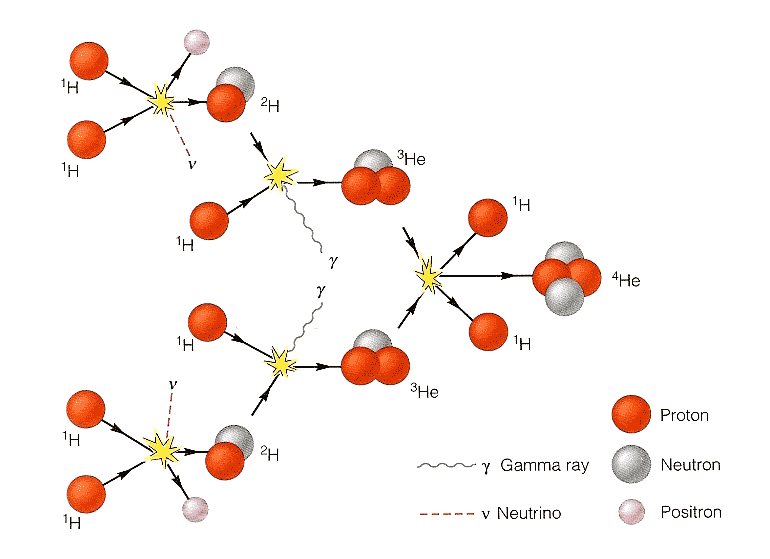 ¹H
²H
¹H
ν
³He
¹H
γ
¹H
⁴He
γ
¹H
¹H
³He
ν
¹H
²H
¹H
Proton
γ Gamma ray
Neutron
ν Neutrino
Positron